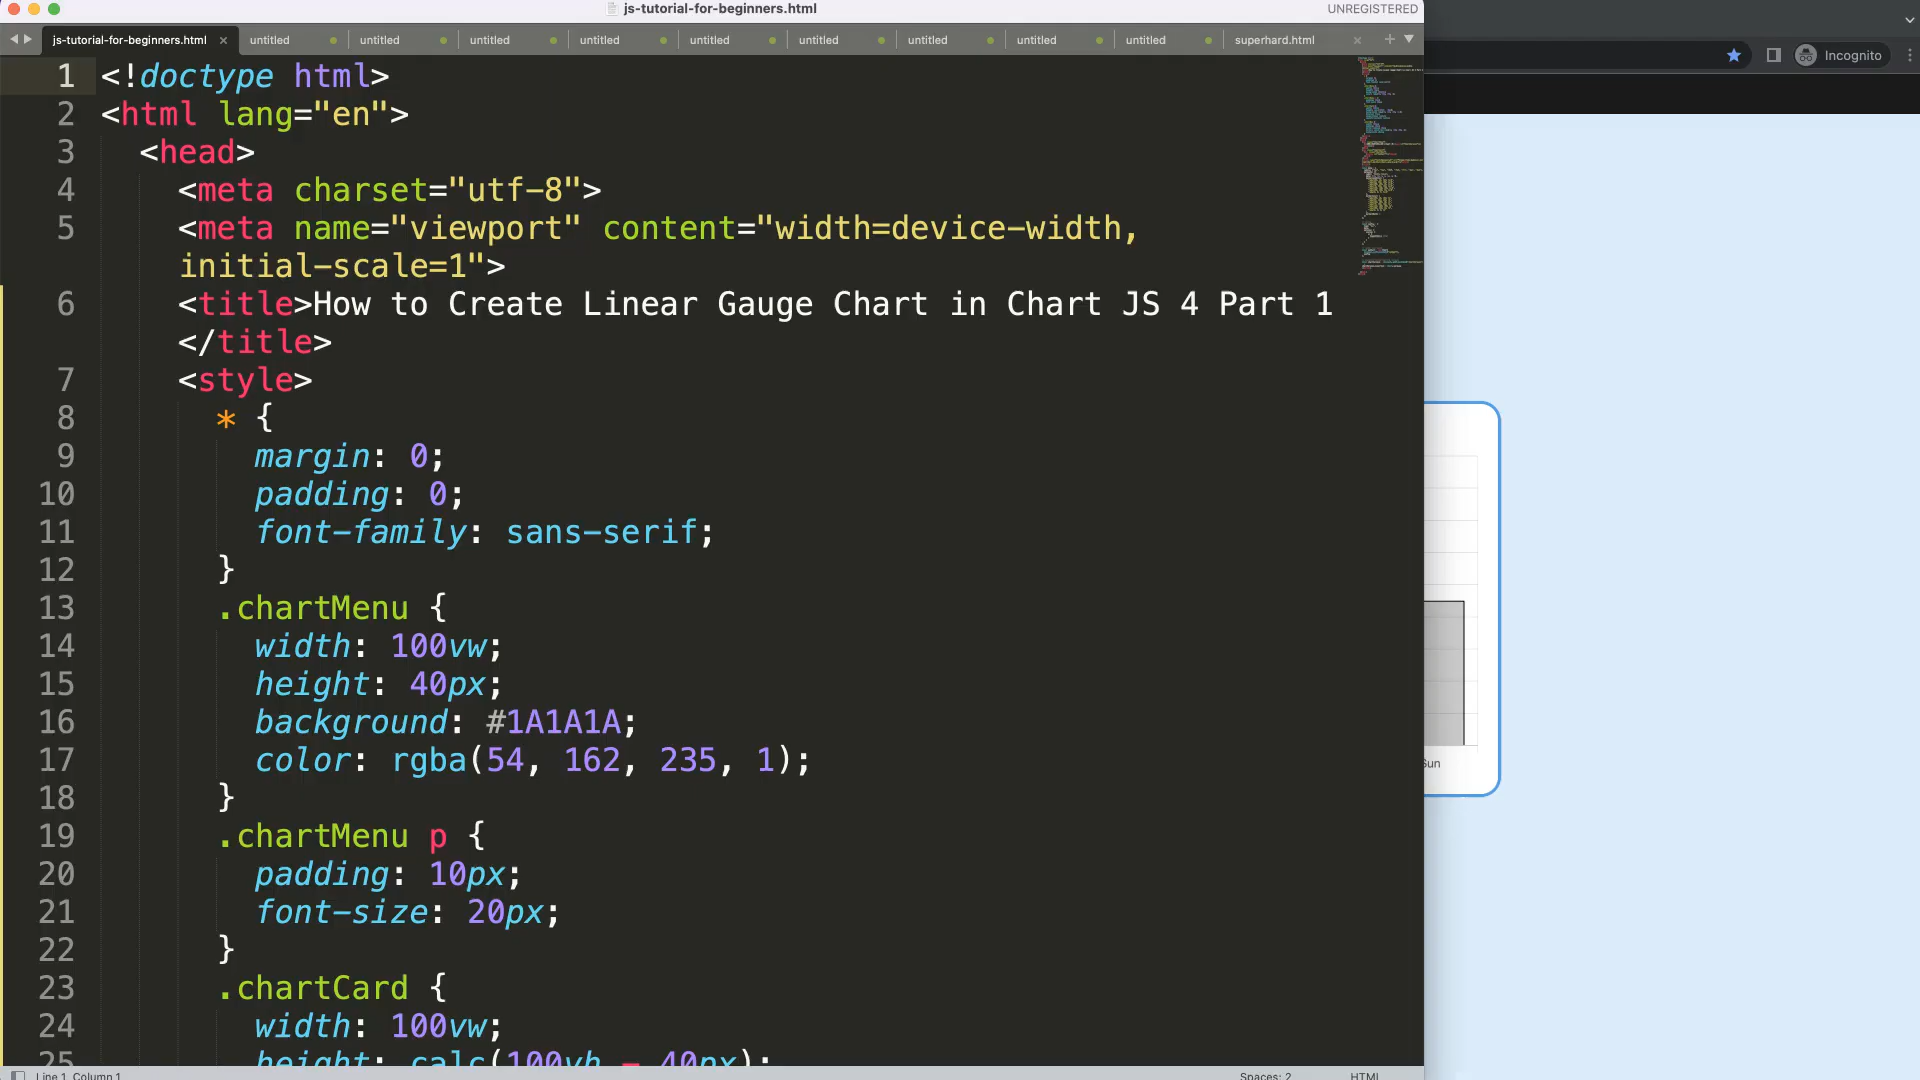 js-tutorial-for-beginners.html
UNREGISTERED
js-tutorial-for-beginners.html untitled untitled untitled untitled untitled untitled untitled untitled untitled superhard.html
Incognito
1 <!doctype html>
2 <html lang="en">
3 <head>
4 <meta charset="utf-8">
5 <meta name="viewport" content="width=device-width,
initial-scale=1">
6 <title>How to Create Linear Gauge Chart in Chart JS 4 Part 1
</title>
7 <style>
8 * {
9 margin: 0;
10 padding: 0;
11 font-family: sans-serif;
12 }
13 .chartMenu {
14 width: 100vw;
15 height: 40px;
16 background: #1A1A1A;
17 color: rgba(54, 162, 235, 1);
18 }
19 .chartMenu p {
20 padding: 10px;
21 font-size: 20px;
22 }
23 .chartCard {
24 width: 100vw;
25 height: calc(100vh - 40px);
Sun
Line 1, Column 1
Spaces: 2
HTML